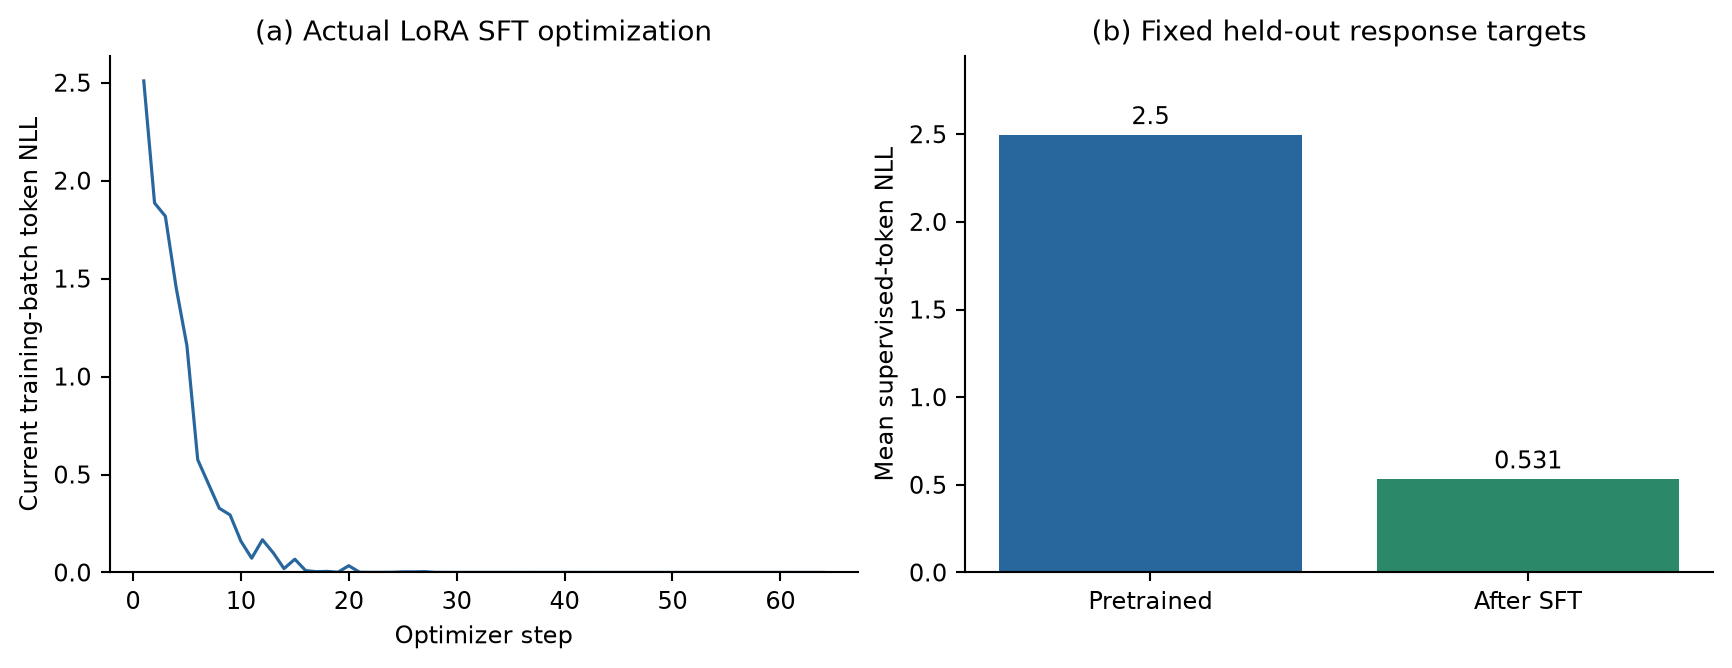 (a) Actual LoRA SFT optimization
Current training-batch token NLL
2.5
2.0
1.5
1.0
0.5
0.0
0 10 20 30 40 50 60
Optimizer step
(b) Fixed held-out response targets
Mean supervised-token NLL
2.5
2.0
1.5
1.0
0.5
0.0
2.5
0.531
Pretrained After SFT